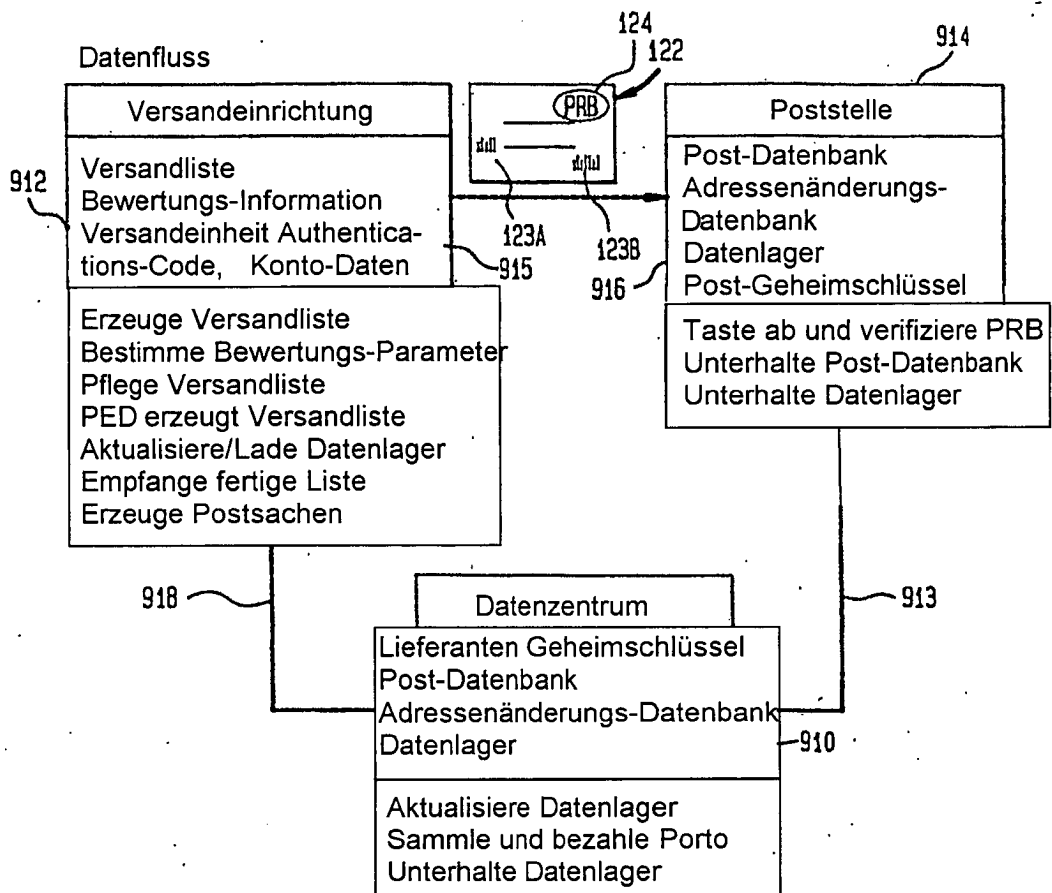 Datenfluss
124
122
914
Versandeinrichtung
PRB
Poststelle
912
Versandliste
Bewertungs-Information
Versandeinheit Authentica-
tions-Code, Konto-Daten
915
123A
123B
Post-Datenbank
Adressenänderungs-
Datenbank
Datenlager
Post-Geheimschlüssel
916
Erzeuge Versandliste
Bestimme Bewertungs-Parameter
Pflege Versandliste
PED erzeugt Versandliste
Aktualisiere/Lade Datenlager
Empfange fertige Liste
Erzeuge Postsachen
Taste ab und verifiziere PRB
Unterhalte Post-Datenbank
Unterhalte Datenlager
918
913
Datenzentrum
Lieferanten Geheimschlüssel
Post-Datenbank
Adressenänderungs-Datenbank
Datenlager
910
Aktualisiere Datenlager
Sammle und bezahle Porto
Unterhalte Datenlager